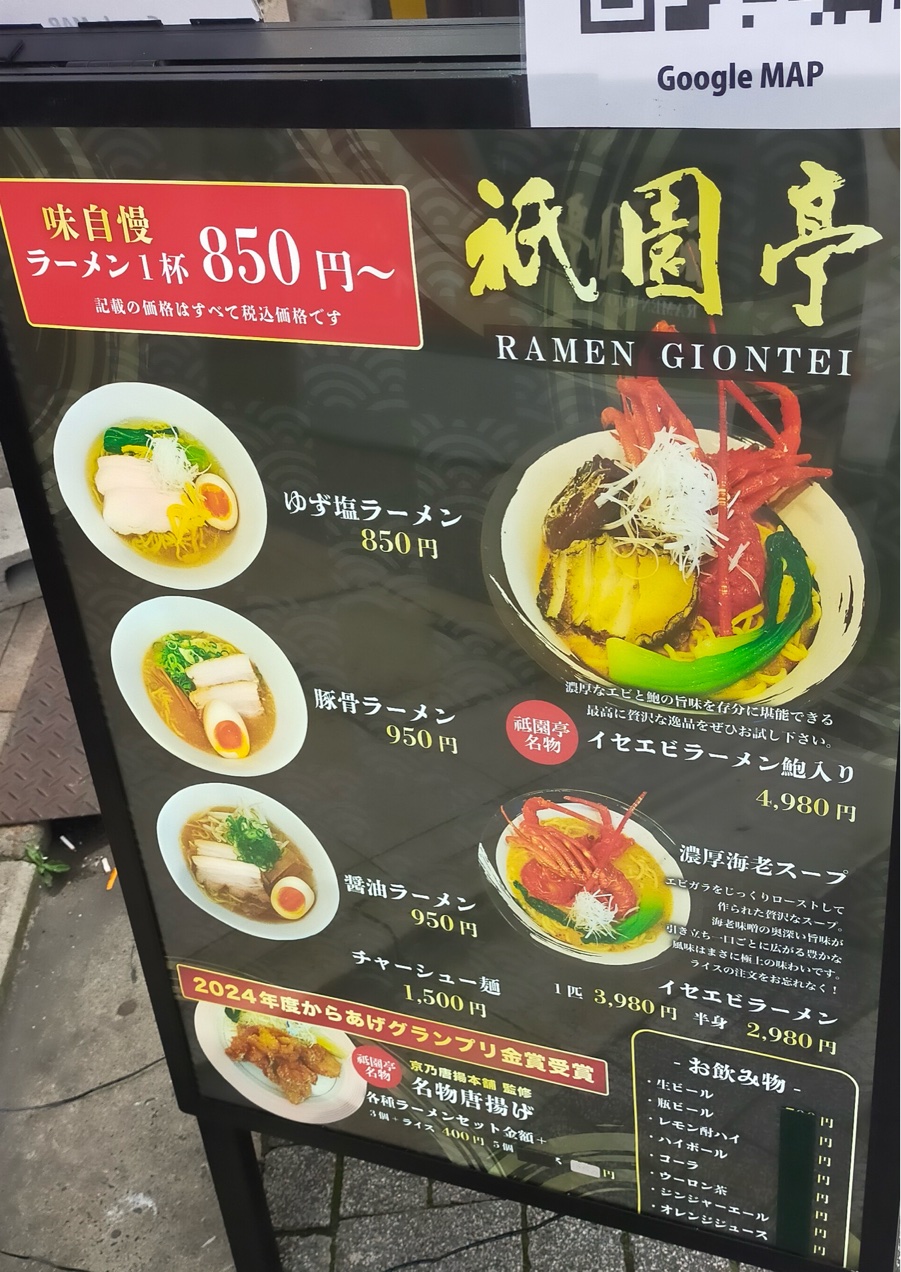 Google MAP
味自慢
ラーメン1杯 850円〜
記載の価格はすべて税込価格です
祇園亭
RAMEN GIONTEI
ゆず塩ラーメン
850円
豚骨ラーメン
950円
醤油ラーメン
950円
チャーシュー麺
1,500円
濃厚なエビと鮑の旨味を存分に堪能できる
最高に贅沢な逸品をぜひお試し下さい。
祇園亭
名物
イセエビラーメン鮑入り
4,980円
濃厚海老スープ
エビガラをじっくりローストして
作られた贅沢なスープ。
海老味噌の奥深い旨味が
引き立ち一口ごとに広がる豊かな
風味はまさに極上の味わいです。
ライスの注文をお忘れなく!
イセエビラーメン
1匹 3,980円 半身 2,980円
2024年度からあげグランプリ金賞受賞
祇園亭
名物
京乃唐揚本舗 監修
名物唐揚げ
各種ラーメンセット金額+
3個+ライス 400円 5個
円
- お飲み物 -
・生ビール 円
・瓶ビール 円
・レモン酎ハイ 円
・ハイボール 円
・コーラ 円
・ウーロン茶 円
・ジンジャーエール 円
・オレンジジュース 円